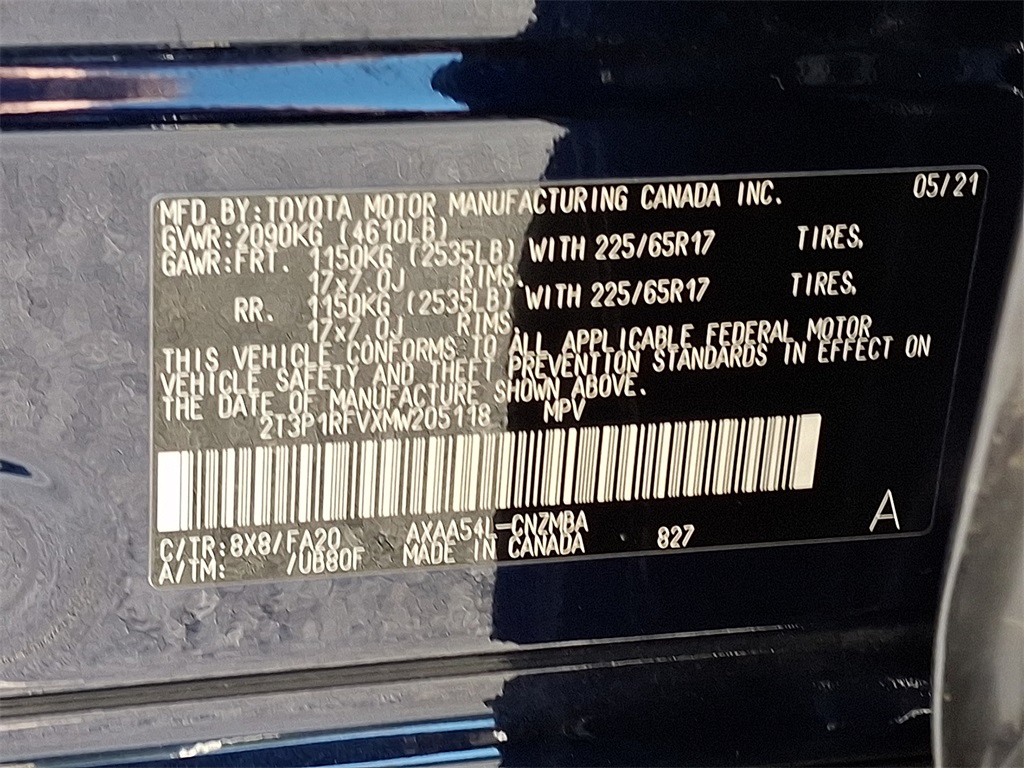 MFD. BY: TOYOTA MOTOR MANUFACTURING CANADA INC. 05/21
GVWR: 2090KG (4610LB)
GAWR: FRT. 1150KG (2535LB) WITH 225/65R17 TIRES,
17x7.0J RIMS.
RR. 1150KG (2535LB) WITH 225/65R17 TIRES,
17x7.0J RIMS.
THIS VEHICLE CONFORMS TO ALL APPLICABLE FEDERAL MOTOR
VEHICLE SAFETY AND THEFT PREVENTION STANDARDS IN EFFECT ON
THE DATE OF MANUFACTURE SHOWN ABOVE.
2T3P1RFVXMW205118 MPV
C/TR: 8X8/FA20 AXAA54L-CNZMBA 827 A
A/TM: /UB80F MADE IN CANADA